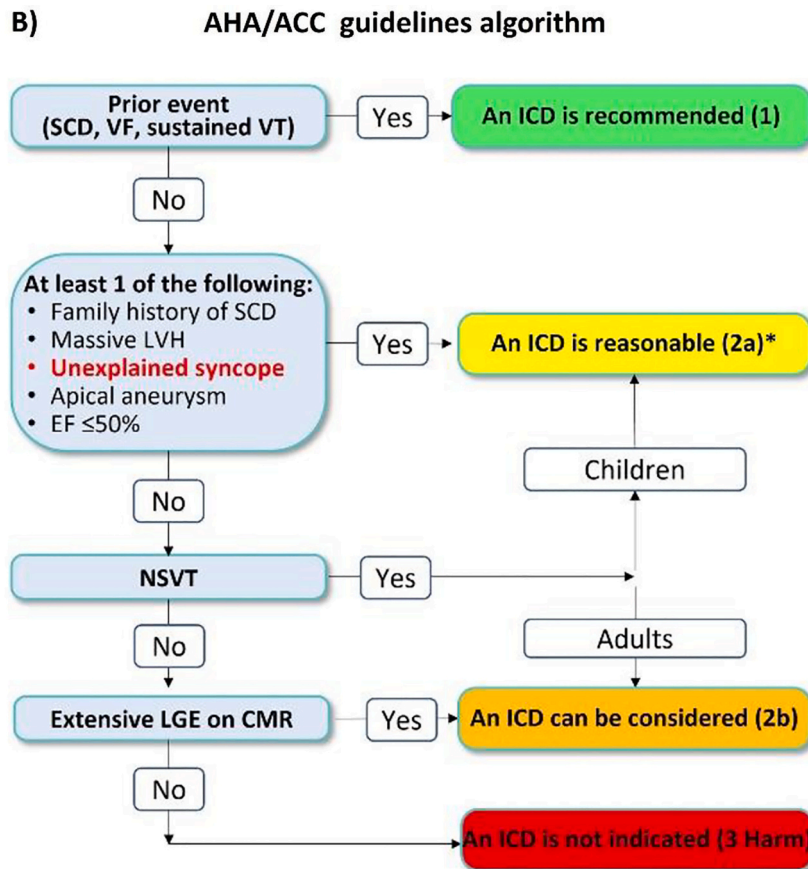 B) AHA/ACC guidelines algorithm
Prior event
(SCD, VF, sustained VT)
Yes
An ICD is recommended (1)
No
At least 1 of the following:
• Family history of SCD
• Massive LVH
• Unexplained syncope
• Apical aneurysm
• EF ≤50%
Yes
An ICD is reasonable (2a)*
Children
No
NSVT
Yes
Adults
No
Extensive LGE on CMR
Yes
An ICD can be considered (2b)
No
An ICD is not indicated (3 Harm)